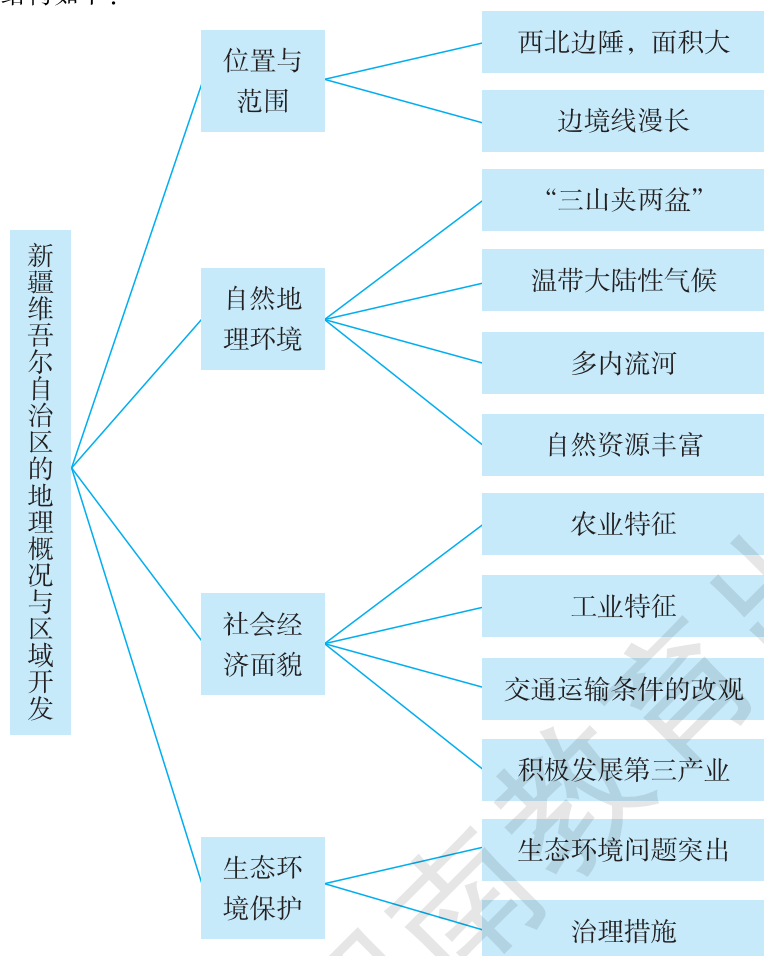 新疆维吾尔自治区的地理概况与区域开发
位置与
范围
西北边陲，面积大
边境线漫长
自然地
理环境
“三山夹两盆”
温带大陆性气候
多内流河
自然资源丰富
社会经
济面貌
农业特征
工业特征
交通运输条件的改观
积极发展第三产业
生态环
境保护
生态环境问题突出
治理措施
南教育